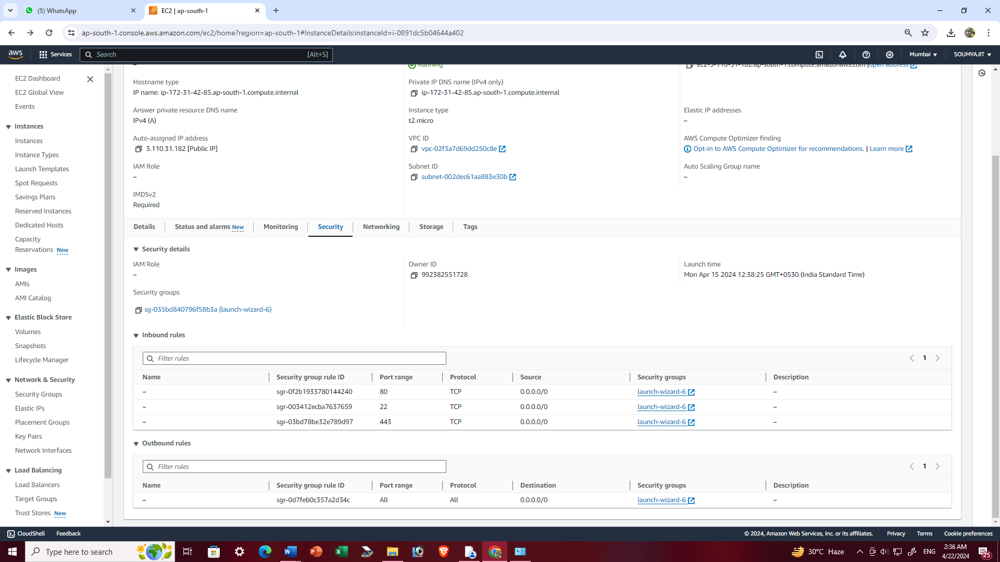 (5) WhatsApp
EC2 | ap-south-1
ap-south-1.console.aws.amazon.com/ec2/home?region=ap-south-1#InstanceDetails:instanceId=i-0891dc5b04644a402
aws Services Search [Alt+S] Mumbai SOUMYAJIT
EC2 Dashboard
EC2 Global View
Events
Instances
Instances
Instance Types
Launch Templates
Spot Requests
Savings Plans
Reserved Instances
Dedicated Hosts
Capacity
Reservations New
Images
AMIs
AMI Catalog
Elastic Block Store
Volumes
Snapshots
Lifecycle Manager
Network & Security
Security Groups
Elastic IPs
Placement Groups
Key Pairs
Network Interfaces
Load Balancing
Load Balancers
Target Groups
Trust Stores New
–
Running
ec2-3-110-31-182.ap-south-1.compute.amazonaws.com |open address
Hostname type
IP name: ip-172-31-42-85.ap-south-1.compute.internal
Private IP DNS name (IPv4 only)
ip-172-31-42-85.ap-south-1.compute.internal
Answer private resource DNS name
IPv4 (A)
Instance type
t2.micro
Elastic IP addresses
–
Auto-assigned IP address
3.110.31.182 [Public IP]
VPC ID
vpc-02f3a7d69dd250c8e
AWS Compute Optimizer finding
Opt-in to AWS Compute Optimizer for recommendations. | Learn more
IAM Role
–
Subnet ID
subnet-002dec61aa883e30b
Auto Scaling Group name
–
IMDSv2
Required
Details Status and alarms New Monitoring Security Networking Storage Tags
Security details
IAM Role
–
Owner ID
992382551728
Launch time
Mon Apr 15 2024 12:38:25 GMT+0530 (India Standard Time)
Security groups
sg-035bd840796f58b3a (launch-wizard-6)
Inbound rules
Filter rules
1
Name Security group rule ID Port range Protocol Source Security groups Description
– sgr-0f2b1933780144240 80 TCP 0.0.0.0/0 launch-wizard-6 –
– sgr-003412ecba7637659 22 TCP 0.0.0.0/0 launch-wizard-6 –
– sgr-03bd78be32e789d97 443 TCP 0.0.0.0/0 launch-wizard-6 –
Outbound rules
Filter rules
1
Name Security group rule ID Port range Protocol Destination Security groups Description
– sgr-0d7feb0c357a2d34c All All 0.0.0.0/0 launch-wizard-6 –
CloudShell Feedback © 2024, Amazon Web Services, Inc. or its affiliates. Privacy Terms Cookie preferences
Type here to search
30°C Haze
ENG
2:36 AM
4/22/2024
25